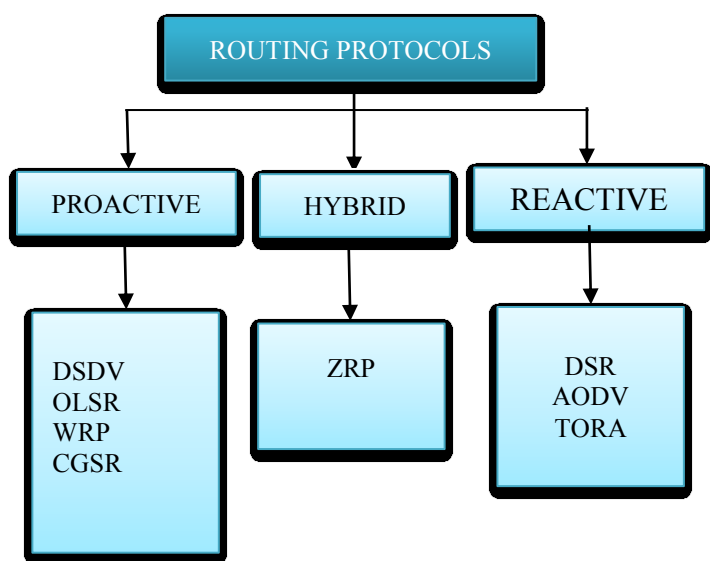 ROUTING PROTOCOLS
PROACTIVE
HYBRID
REACTIVE
DSDV
OLSR
WRP
CGSR
ZRP
DSR
AODV
TORA